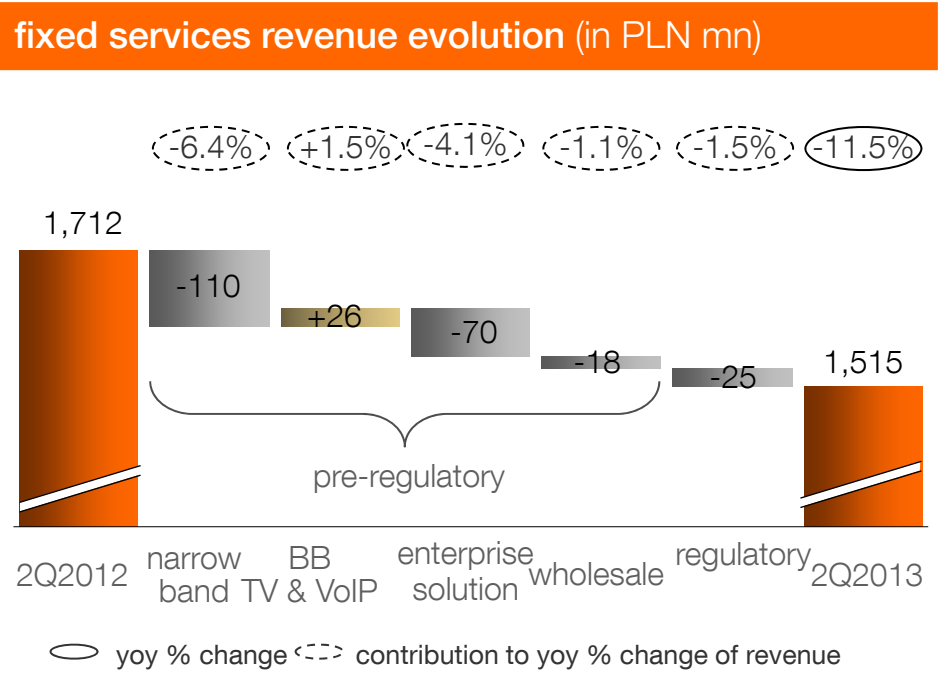 fixed services revenue evolution (in PLN mn)
-6.4% +1.5% -4.1% -1.1% -1.5% -11.5%
1,712
-110
+26
-70
-18
-25
1,515
pre-regulatory
2Q2012
narrow
band
BB
TV & VoIP
enterprise
solution
wholesale
regulatory
2Q2013
yoy % change contribution to yoy % change of revenue